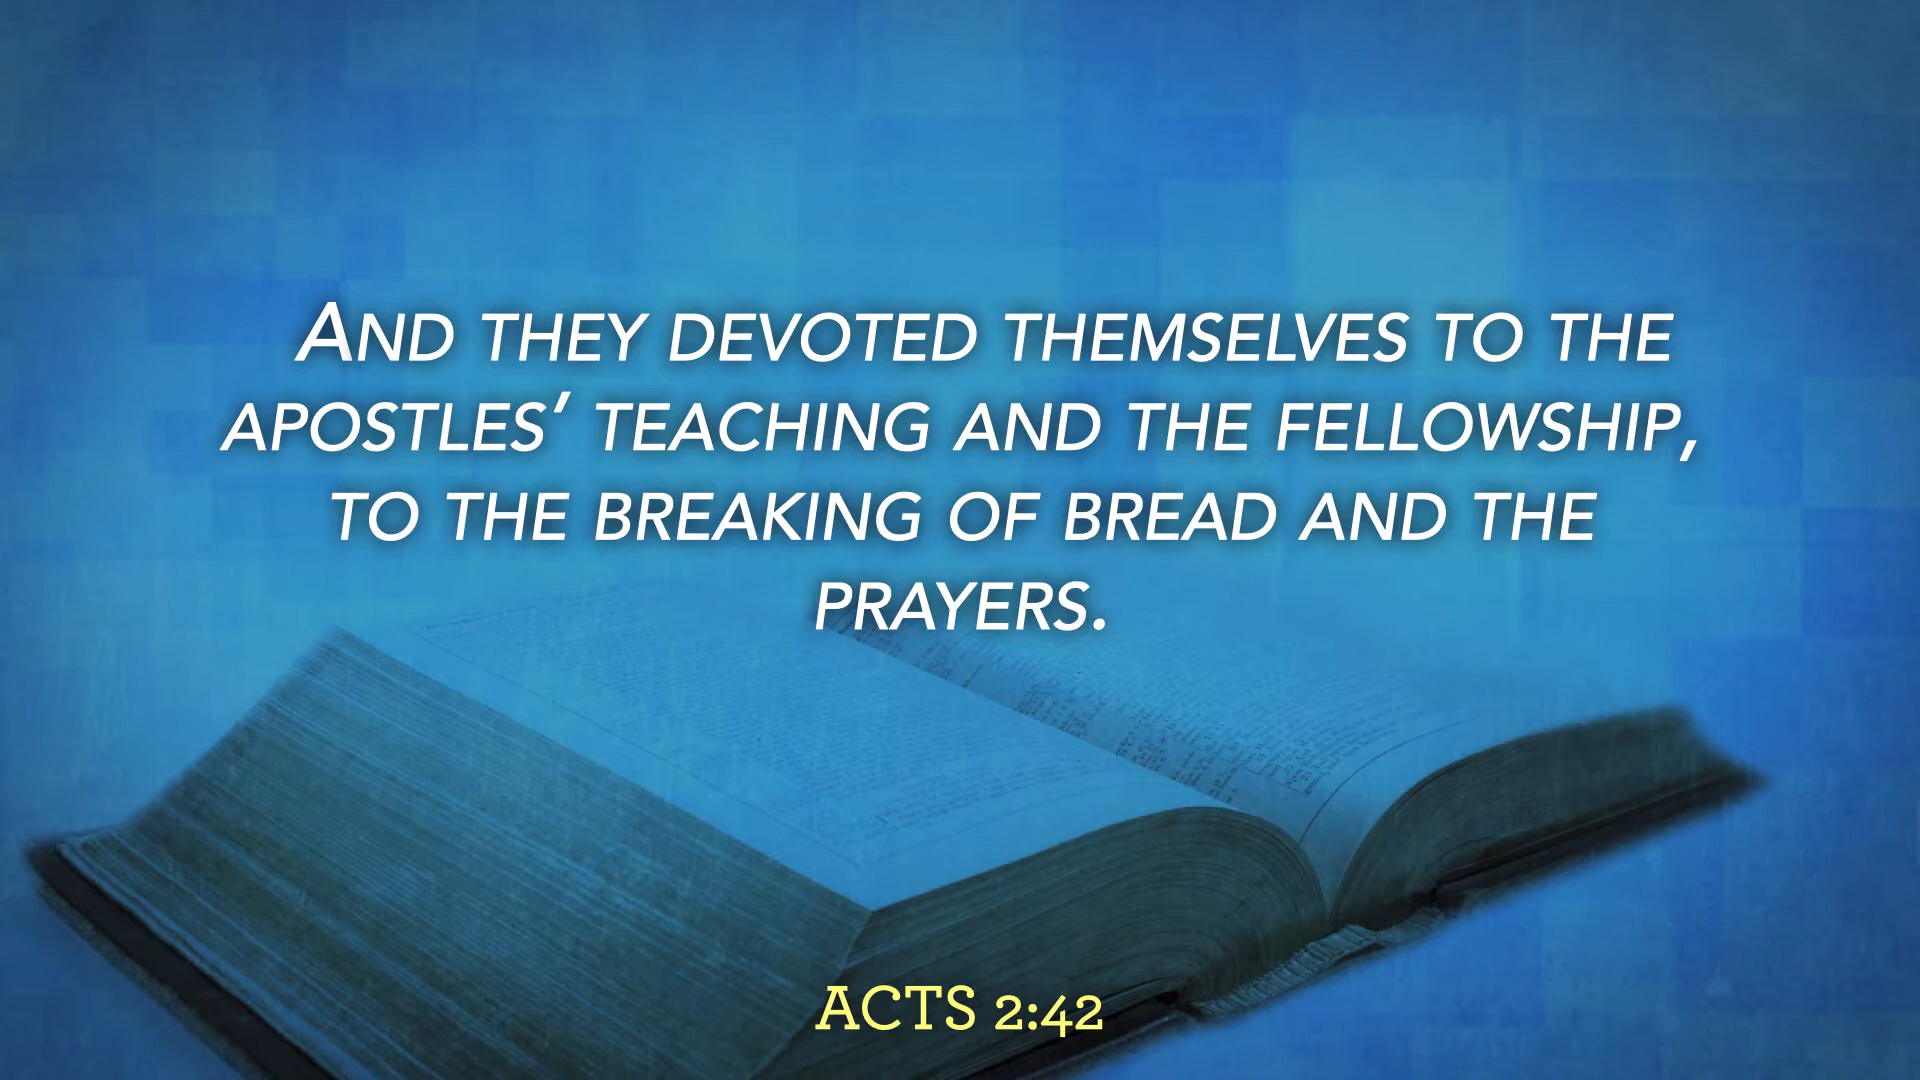 And they devoted themselves to the
apostles’ teaching and the fellowship,
to the breaking of bread and the
prayers.
ACTS 2:42